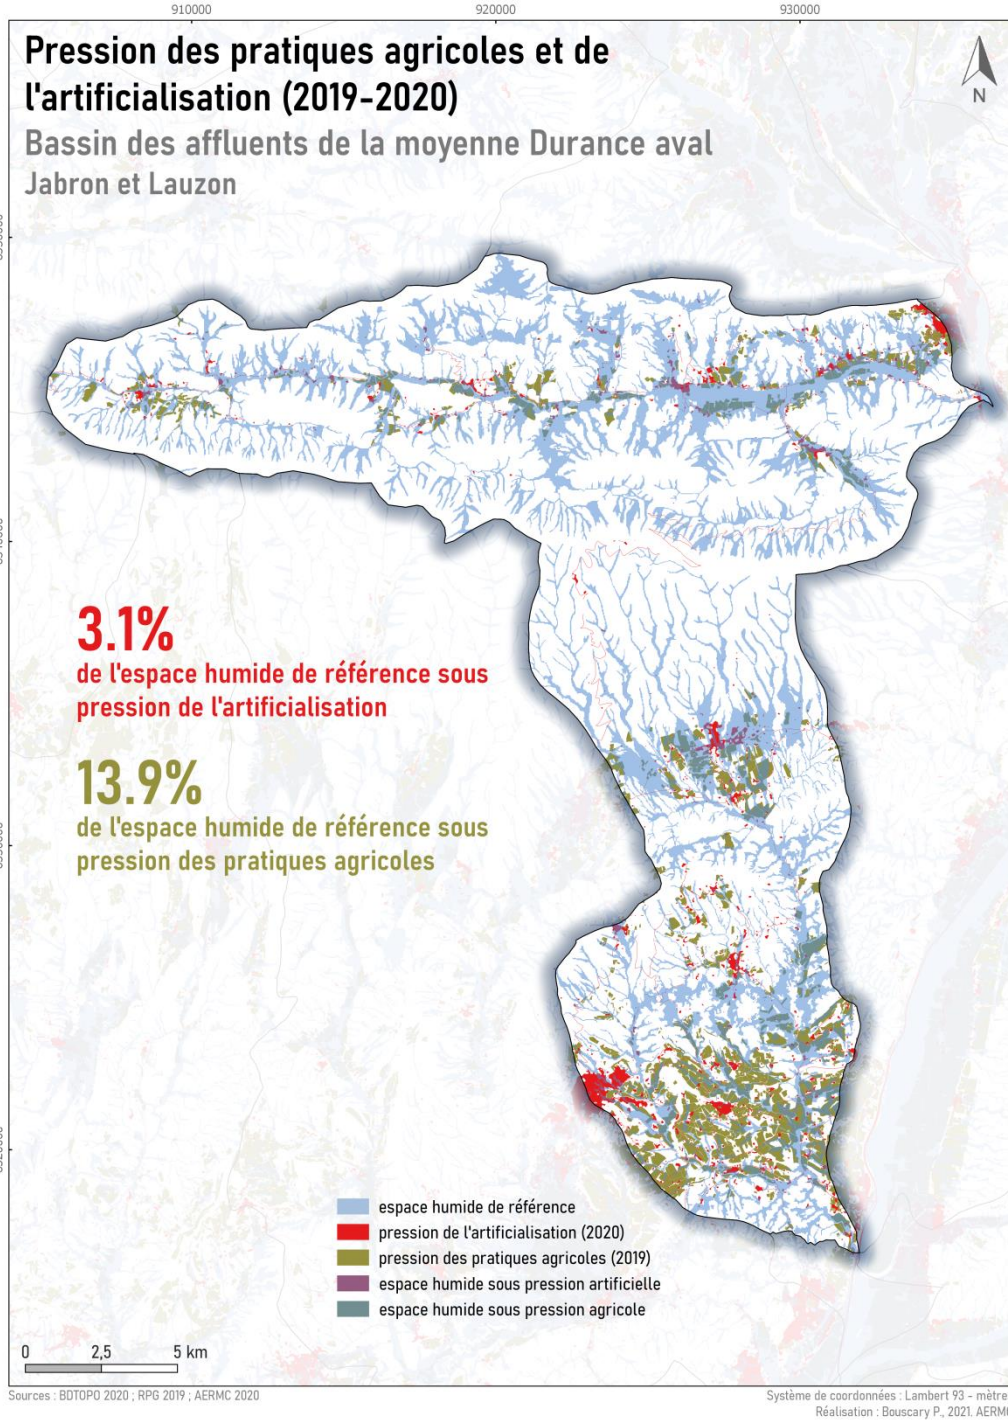 910000
920000
930000
Pression des pratiques agricoles et de
l'artificialisation (2019-2020)
Bassin des affluents de la moyenne Durance aval
Jabron et Lauzon
N
3.1%
de l'espace humide de référence sous
pression de l'artificialisation
13.9%
de l'espace humide de référence sous
pression des pratiques agricoles
espace humide de référence
pression de l'artificialisation (2020)
pression des pratiques agricoles (2019)
espace humide sous pression artificielle
espace humide sous pression agricole
0 2,5 5 km
Sources : BDTOPO 2020 ; RPG 2019 ; AERMC 2020
Système de coordonnées : Lambert 93 - mètre
Réalisation : Bouscary P., 2021. AERMC